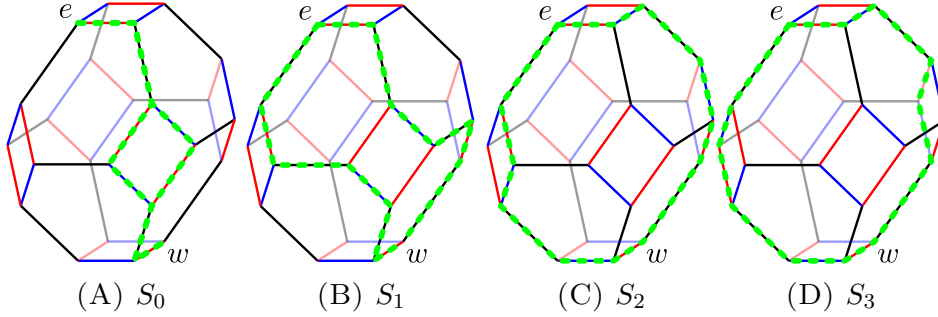 e e e e
w w w w
(A) S₀ (B) S₁ (C) S₂ (D) S₃